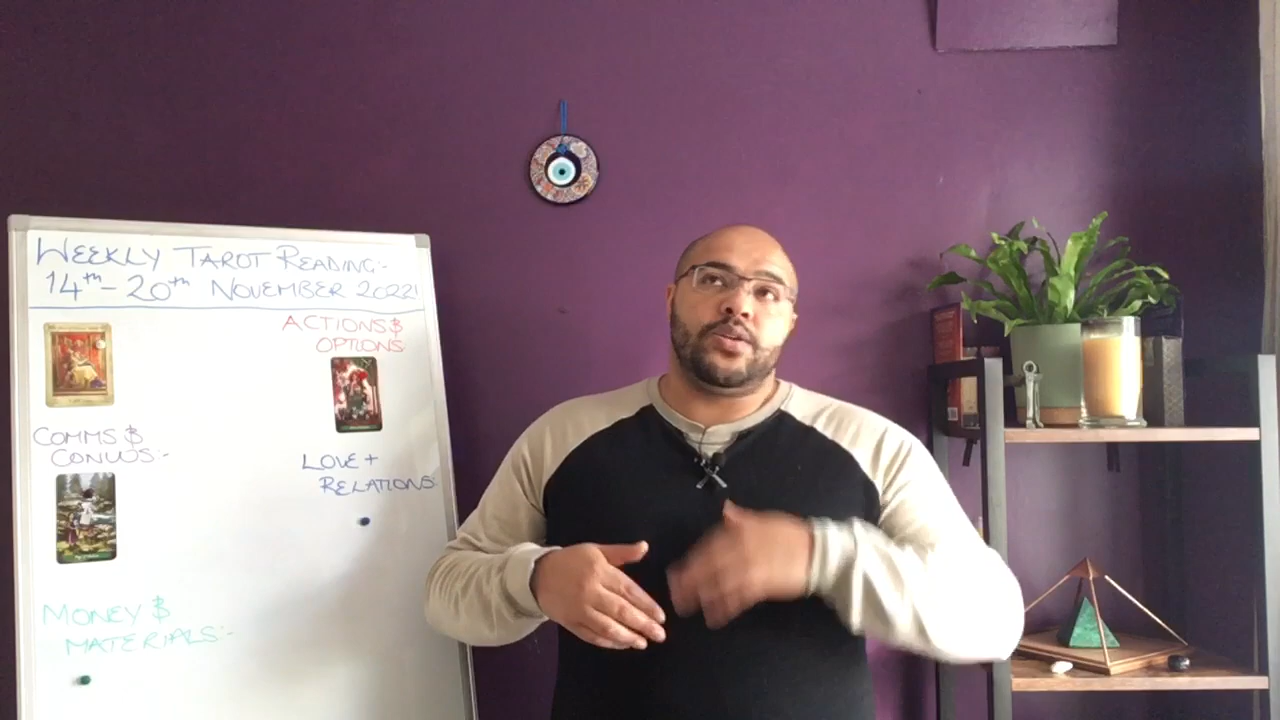 WEEKLY TAROT READING:-
14th - 20th NOVEMBER 2022!
ACTIONS &
OPTIONS:
COMMS &
CONVOS:-
LOVE +
RELATIONS:
MONEY &
MATERIALS:-